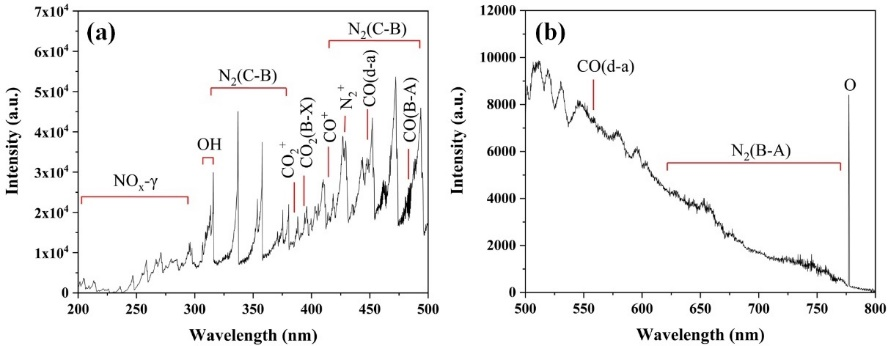 (a)
Intensity (a.u.)
7x10⁴
6x10⁴
5x10⁴
4x10⁴
3x10⁴
2x10⁴
1x10⁴
0
NOₓ-γ
OH
N₂(C-B)
CO₂⁺
CO₂(B-X)
CO⁺
N₂⁺
CO(d-a)
CO(B-A)
N₂(C-B)
200 250 300 350 400 450 500
Wavelength (nm)
(b)
Intensity (a.u.)
12000
10000
8000
6000
4000
2000
0
CO(d-a)
N₂(B-A)
O
500 550 600 650 700 750 800
Wavelength (nm)